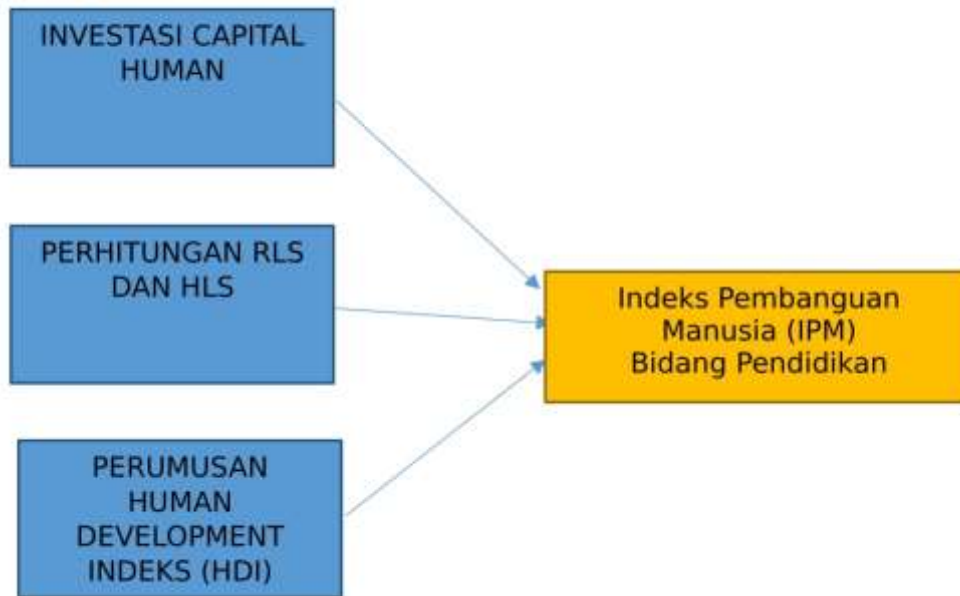 INVESTASI CAPITAL
HUMAN
PERHITUNGAN RLS
DAN HLS
PERUMUSAN
HUMAN
DEVELOPMENT
INDEKS (HDI)
Indeks Pembanguan
Manusia (IPM)
Bidang Pendidikan